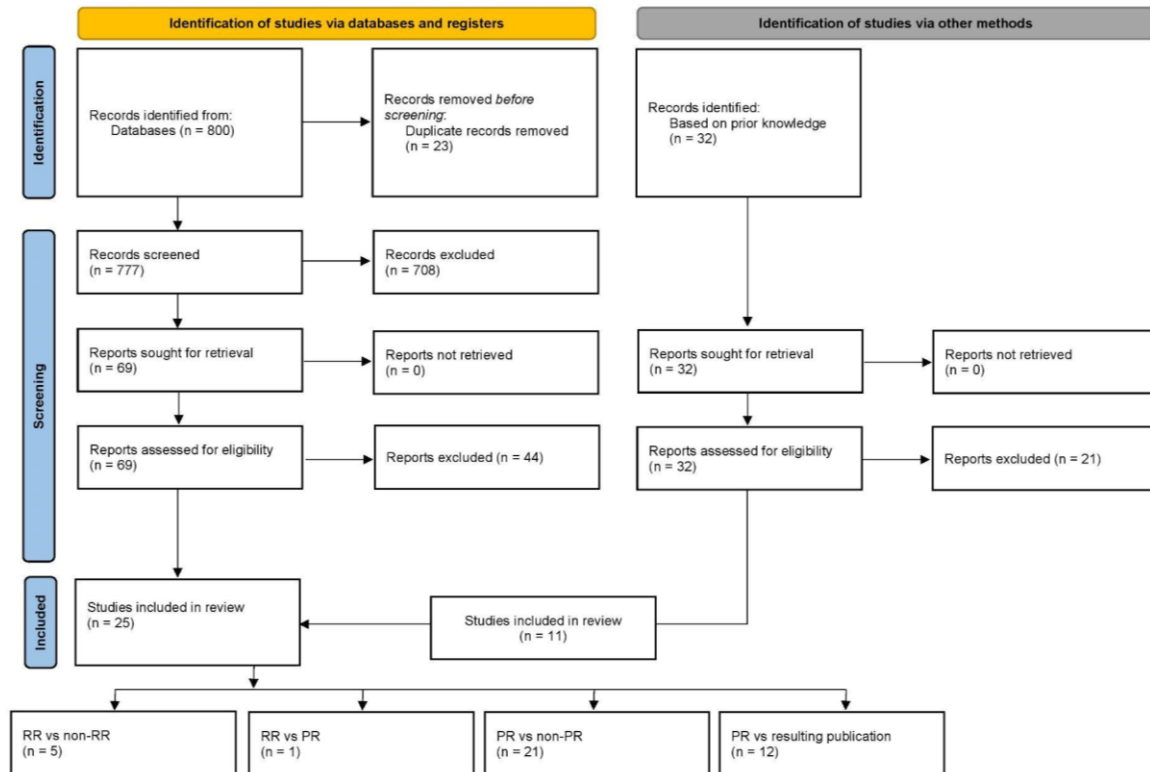 Identification of studies via databases and registers
Identification of studies via other methods
Identification
Records identified from:
Databases (n = 800)
Records removed before
screening:
Duplicate records removed
(n = 23)
Records identified:
Based on prior knowledge
(n = 32)
Screening
Records screened
(n = 777)
Records excluded
(n = 708)
Reports sought for retrieval
(n = 69)
Reports not retrieved
(n = 0)
Reports sought for retrieval
(n = 32)
Reports not retrieved
(n = 0)
Reports assessed for eligibility
(n = 69)
Reports excluded (n = 44)
Reports assessed for eligibility
(n = 32)
Reports excluded (n = 21)
Included
Studies included in review
(n = 25)
Studies included in review
(n = 11)
RR vs non-RR
(n = 5)
RR vs PR
(n = 1)
PR vs non-PR
(n = 21)
PR vs resulting publication
(n = 12)